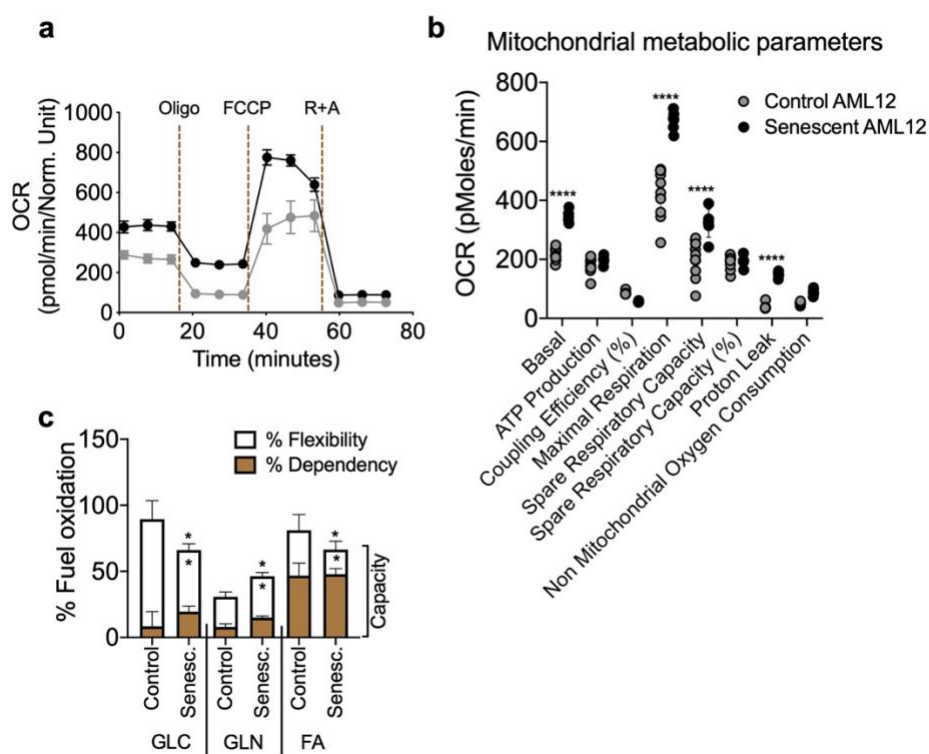 a
OCR
(pmol/min/Norm. Unit)
1000
800
600
400
200
0
Oligo FCCP R+A
0 20 40 60 80
Time (minutes)
b
Mitochondrial metabolic parameters
OCR (pMoles/min)
800
600
400
200
0
Control AML12
Senescent AML12
****
****
****
****
Basal
ATP Production
Coupling Efficiency (%)
Maximal Respiration
Spare Respiratory Capacity
Spare Respiratory Capacity (%)
Proton Leak
Non Mitochondrial Oxygen Consumption
c
% Fuel oxidation
150
100
50
0
% Flexibility
% Dependency
*
*
*
*
*
*
Capacity
Control
Senesc.
Control
Senesc.
Control
Senesc.
GLC GLN FA